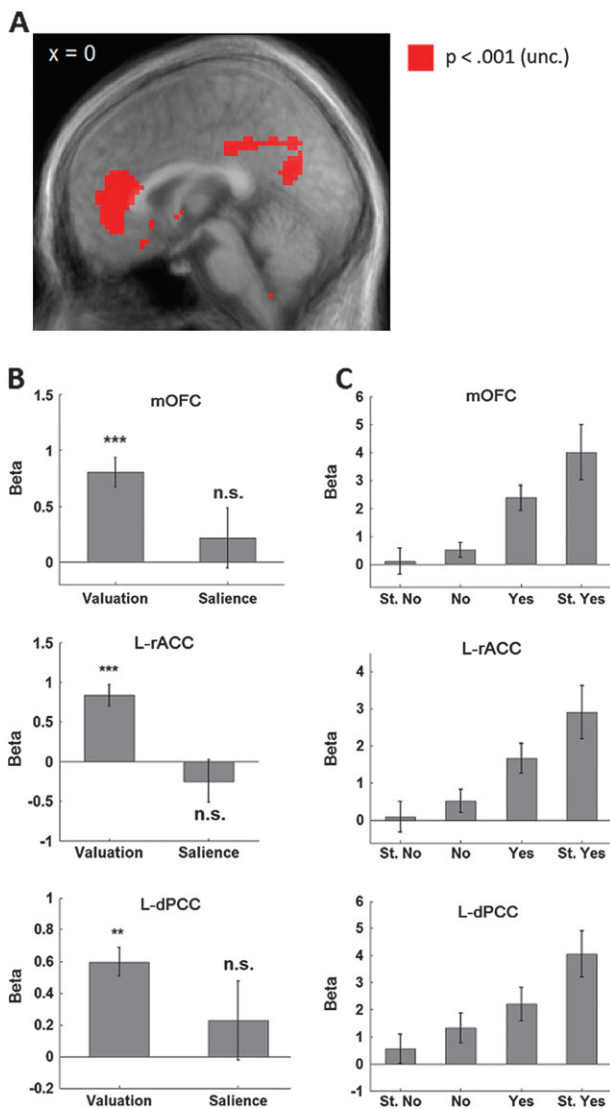 A
x = 0
p < .001 (unc.)
B
mOFC
1.5
1
0.5
0
Beta
***
n.s.
Valuation Salience
L-rACC
1.5
1
0.5
0
-0.5
-1
Beta
***
n.s.
Valuation Salience
L-dPCC
1
0.8
0.6
0.4
0.2
0
-0.2
Beta
**
n.s.
Valuation Salience
C
mOFC
6
5
4
3
2
1
0
-1
Beta
St. No No Yes St. Yes
L-rACC
4
3
2
1
0
Beta
St. No No Yes St. Yes
L-dPCC
6
5
4
3
2
1
0
-1
Beta
St. No No Yes St. Yes